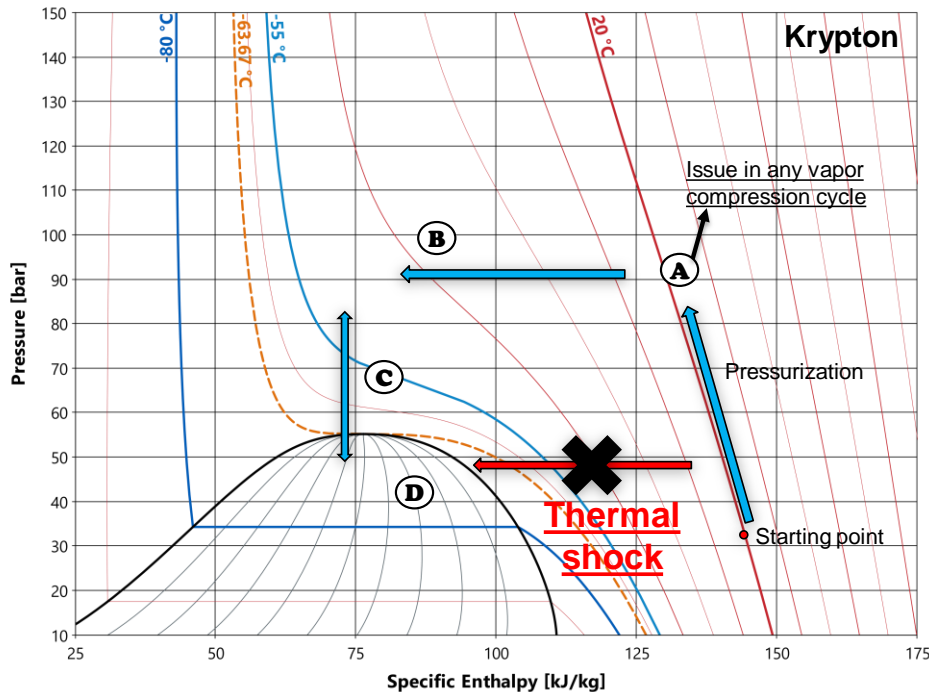 Krypton
-80 °C
-63.67 °C
-55 °C
20 °C
Issue in any vapor
compression cycle
A
B
C
D
Pressurization
Starting point
Thermal
shock
Pressure [bar]
150
140
130
120
110
100
90
80
70
60
50
40
30
20
10
25
50
75
100
125
150
175
Specific Enthalpy [kJ/kg]